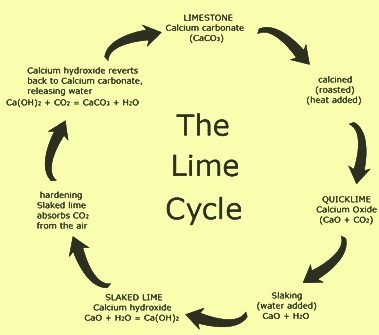 LIMESTONE
Calcium carbonate
(CaCO₃)
calcined
(roasted)
(heat added)
QUICKLIME
Calcium Oxide
(CaO + CO₂)
Slaking
(water added)
CaO + H₂O
SLAKED LIME
Calcium hydroxide
CaO + H₂O = Ca(OH)₂
hardening
Slaked lime
absorbs CO₂
from the air
Calcium hydroxide reverts
back to Calcium carbonate,
releasing water
Ca(OH)₂ + CO₂ = CaCO₃ + H₂O
The
Lime
Cycle